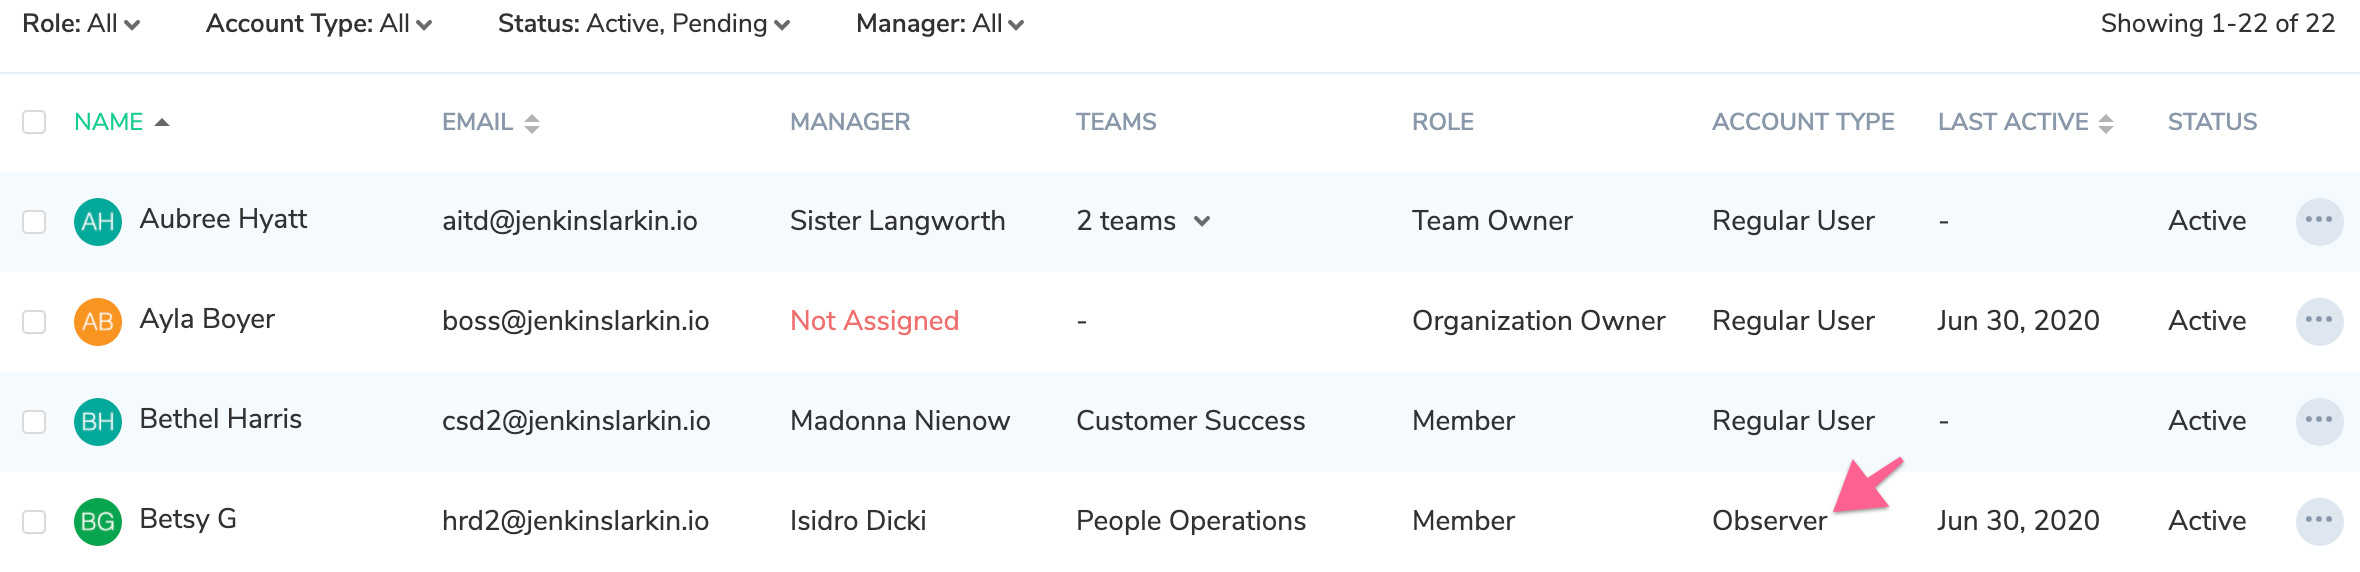 Role: All Account Type: All Status: Active, Pending Manager: All Showing 1-22 of 22
NAME EMAIL MANAGER TEAMS ROLE ACCOUNT TYPE LAST ACTIVE STATUS
AH Aubree Hyatt aitd@jenkinslarkin.io Sister Langworth 2 teams Team Owner Regular User - Active
AB Ayla Boyer boss@jenkinslarkin.io Not Assigned - Organization Owner Regular User Jun 30, 2020 Active
BH Bethel Harris csd2@jenkinslarkin.io Madonna Nienow Customer Success Member Regular User - Active
BG Betsy G hrd2@jenkinslarkin.io Isidro Dicki People Operations Member Observer Jun 30, 2020 Active